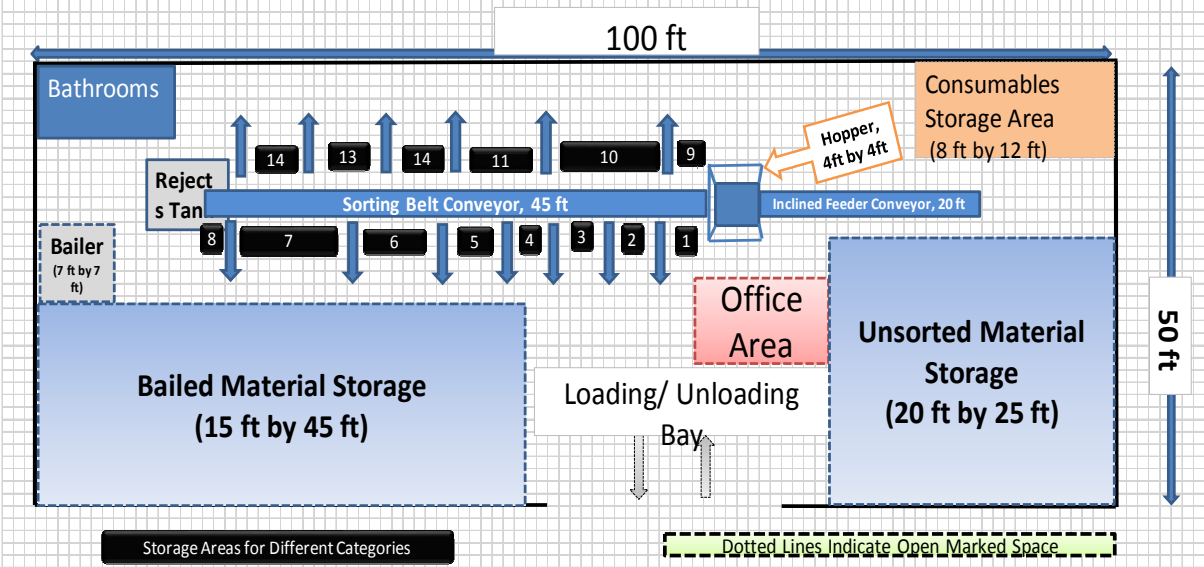 100 ft
Bathrooms
Consumables
Storage Area
(8 ft by 12 ft)
Hopper,
4ft by 4ft
14
13
14
11
10
9
Reject
s Tan
Sorting Belt Conveyor, 45 ft
Inclined Feeder Conveyor, 20 ft
8
7
6
5
4
3
2
1
Bailer
(7 ft by 7
ft)
50 ft
Office
Area
Unsorted Material
Storage
(20 ft by 25 ft)
Bailed Material Storage
(15 ft by 45 ft)
Loading/ Unloading
Bay
Storage Areas for Different Categories
Dotted Lines Indicate Open Marked Space